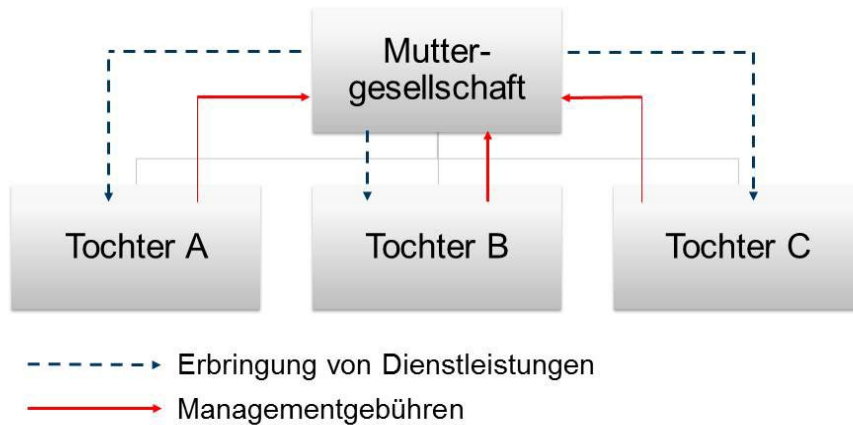 Mutter-
gesellschaft
Tochter A
Tochter B
Tochter C
Erbringung von Dienstleistungen
Managementgebühren